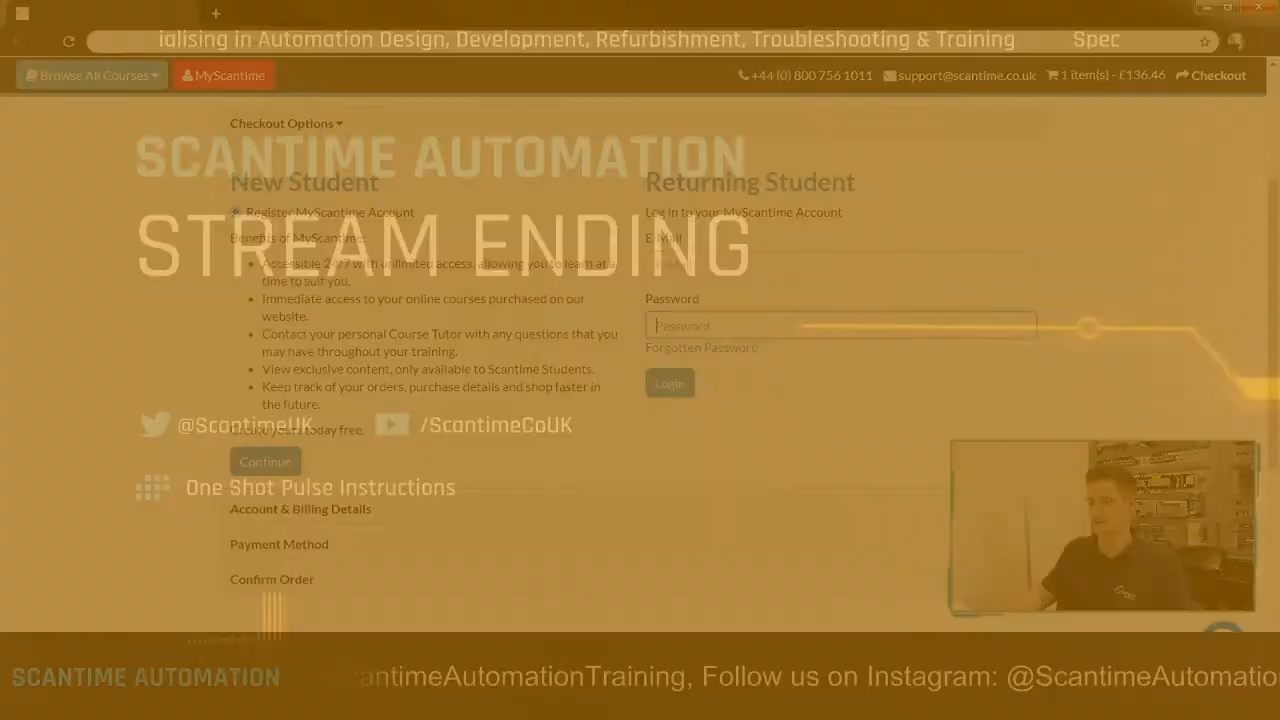 ialising in Automation Design, Development, Refurbishment, Troubleshooting & Training Spec
Browse All Courses MyScantime +44 (0) 800 756 1011 support@scantime.co.uk 1 item(s) - £136.46 Checkout
Checkout Options
SCANTIME AUTOMATION
STREAM ENDING
New Student
Register MyScantime Account
Benefits of MyScantime:
Accessible 24/7 with unlimited access, allowing you to learn at a
time to suit you.
Immediate access to your online courses purchased on our
website.
Contact your personal Course Tutor with any questions that you
may have throughout your training.
View exclusive content, only available to Scantime Students.
Keep track of your orders, purchase details and shop faster in
the future.
Create yours today free.
Continue
Returning Student
Log in to your MyScantime Account
E-Mail
Password
Password
Forgotten Password
Login
@ScantimeUK /ScantimeCoUK
One Shot Pulse Instructions
Account & Billing Details
Payment Method
Confirm Order
SCANTIME AUTOMATION antimeAutomationTraining, Follow us on Instagram: @ScantimeAutomatio